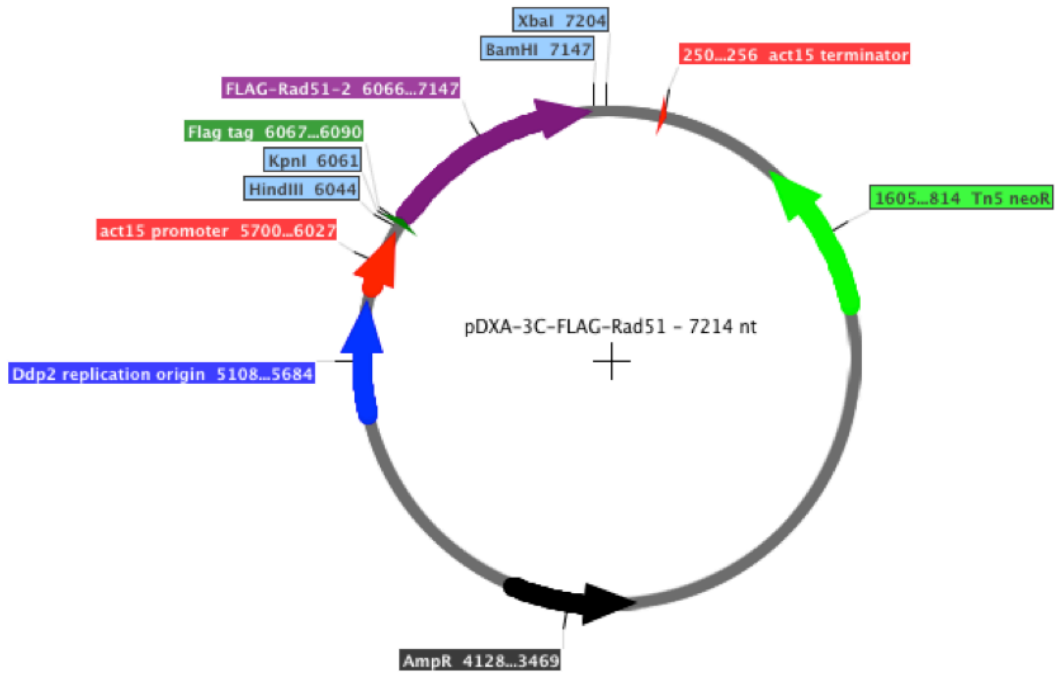 XbaI 7204
BamHI 7147
250...256 act15 terminator
FLAG-Rad51-2 6066...7147
Flag tag 6067...6090
KpnI 6061
HindIII 6044
1605...814 Tn5 neoR
act15 promoter 5700...6027
pDXA-3C-FLAG-Rad51 - 7214 nt
Ddp2 replication origin 5108...5684
AmpR 4128...3469